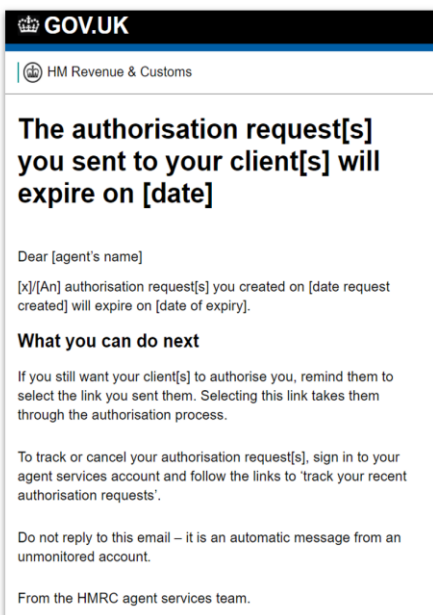 GOV.UK
HM Revenue & Customs
The authorisation request[s]
you sent to your client[s] will
expire on [date]
Dear [agent's name]
[x]/[An] authorisation request[s] you created on [date request
created] will expire on [date of expiry].
What you can do next
If you still want your client[s] to authorise you, remind them to
select the link you sent them. Selecting this link takes them
through the authorisation process.
To track or cancel your authorisation request[s], sign in to your
agent services account and follow the links to ‘track your recent
authorisation requests’.
Do not reply to this email – it is an automatic message from an
unmonitored account.
From the HMRC agent services team.